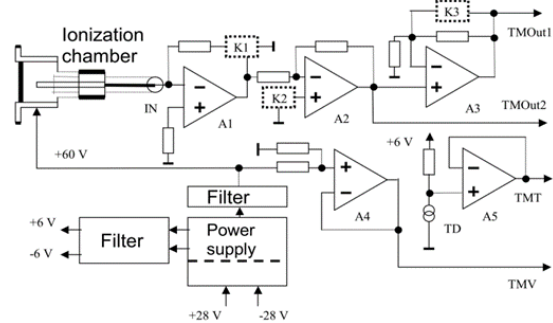 Ionization
chamber
K1
K3
TMOut1
IN
A1
K2
A2
A3
TMOut2
+60 V
+6 V
Filter
A4
TD
A5
TMT
+6 V
-6 V
Filter
Power
supply
TMV
+28 V
-28 V